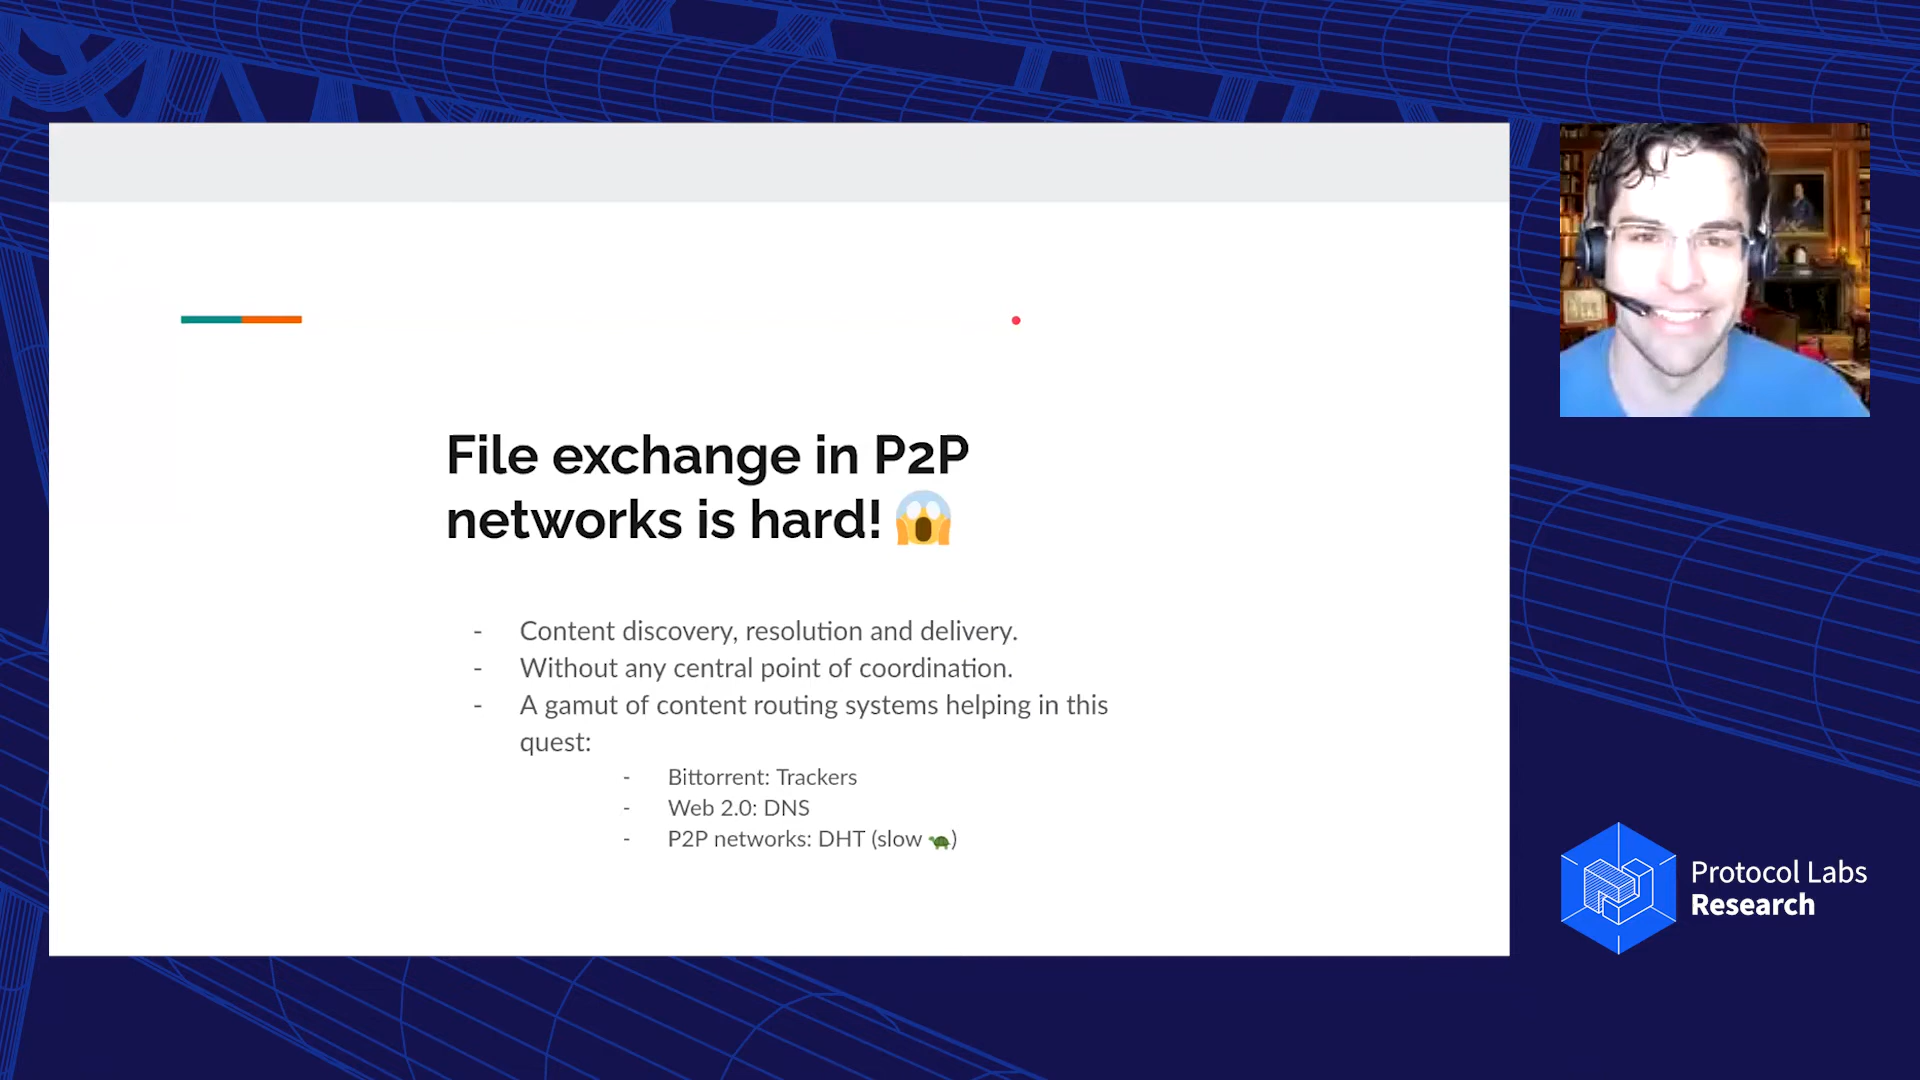 File exchange in P2P
networks is hard! 😱
- Content discovery, resolution and delivery.
- Without any central point of coordination.
- A gamut of content routing systems helping in this
quest:
- Bittorrent: Trackers
- Web 2.0: DNS
- P2P networks: DHT (slow 🐢)
Protocol Labs
Research